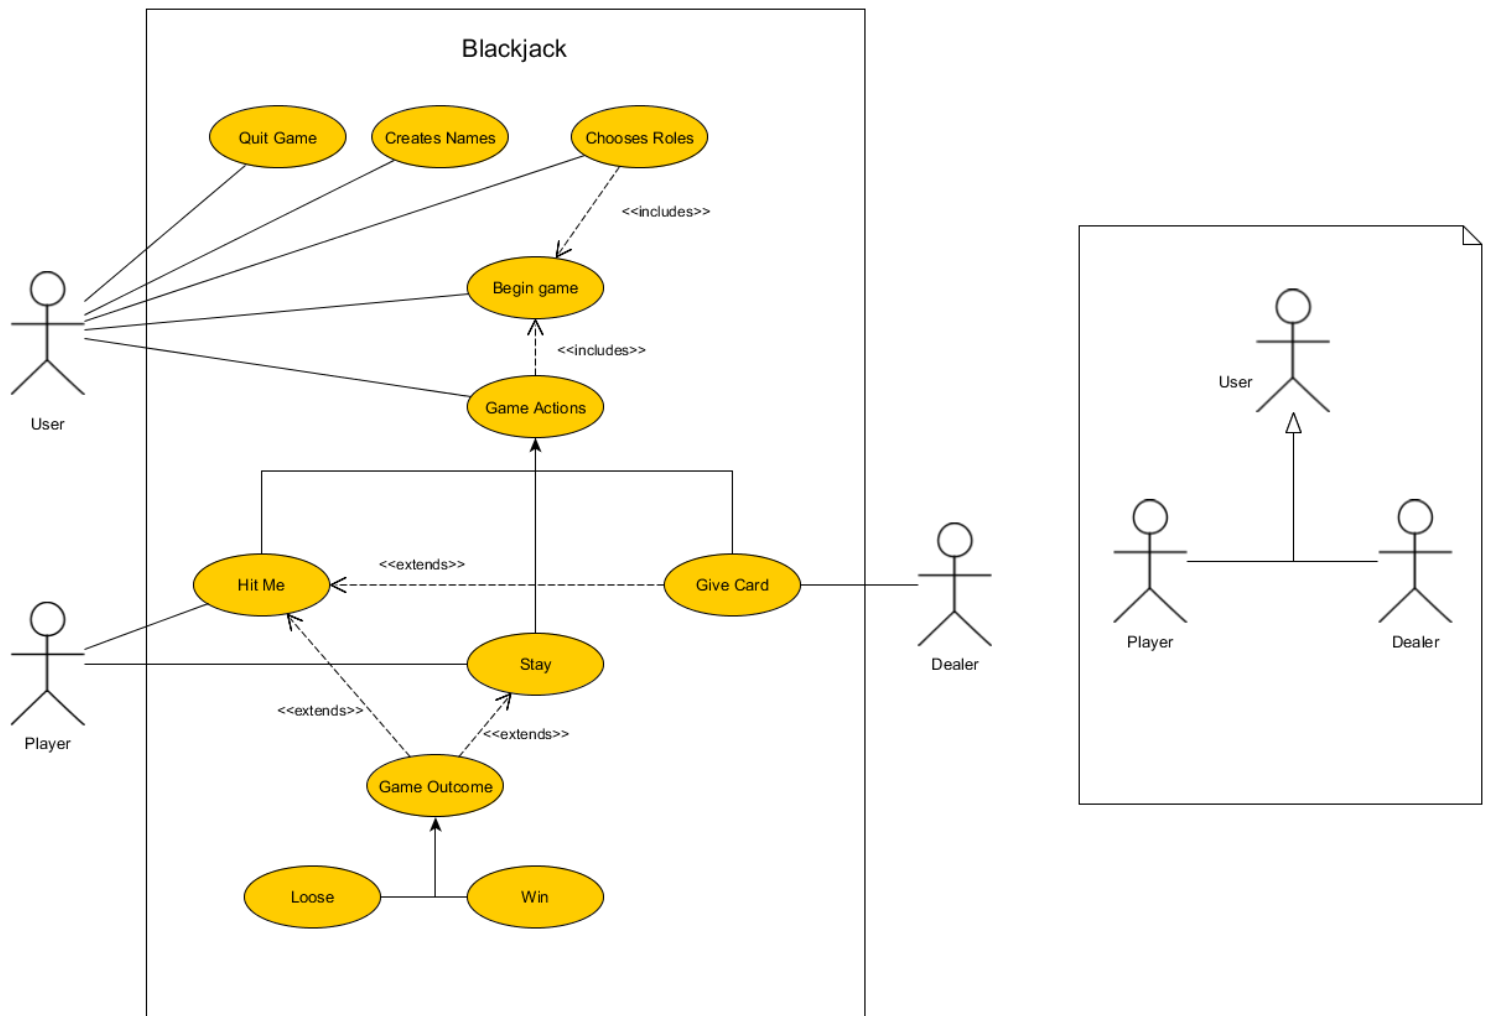 Blackjack
Quit Game
Creates Names
Chooses Roles
<<includes>>
Begin game
<<includes>>
Game Actions
User
<<extends>>
Hit Me
Give Card
Stay
Dealer
Player
<<extends>>
<<extends>>
Game Outcome
Loose
Win
User
Player
Dealer